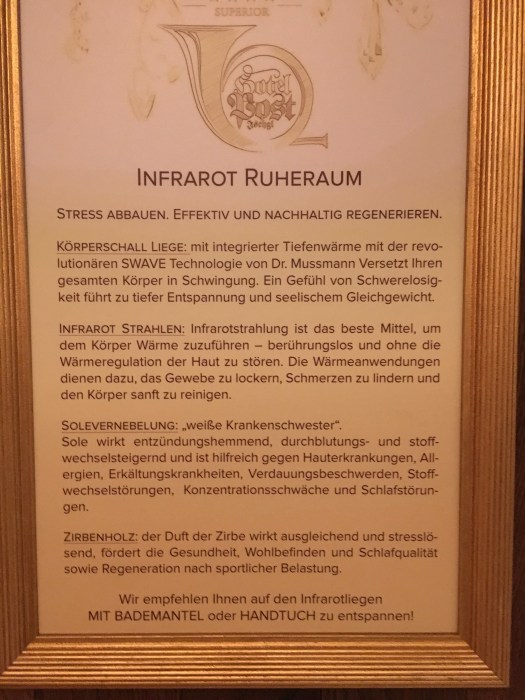 SUPERIOR
Hotel
Post
Ischgl
INFRAROT RUHERAUM
STRESS ABBAUEN. EFFEKTIV UND NACHHALTIG REGENERIEREN.
KÖRPERSCHALL LIEGE: mit integrierter Tiefenwärme mit der revo-
lutionären SWAVE Technologie von Dr. Mussmann Versetzt Ihren
gesamten Körper in Schwingung. Ein Gefühl von Schwerelosig-
keit führt zu tiefer Entspannung und seelischem Gleichgewicht.
INFRAROT STRAHLEN: Infrarotstrahlung ist das beste Mittel, um
dem Körper Wärme zuzuführen – berührungslos und ohne die
Wärmeregulation der Haut zu stören. Die Wärmeanwendungen
dienen dazu, das Gewebe zu lockern, Schmerzen zu lindern und
den Körper sanft zu reinigen.
SOLEVERNEBELUNG: „weiße Krankenschwester“.
Sole wirkt entzündungshemmend, durchblutungs- und stoff-
wechselsteigernd und ist hilfreich gegen Hauterkrankungen, All-
ergien, Erkältungskrankheiten, Verdauungsbeschwerden, Stoff-
wechselstörungen, Konzentrationsschwäche und Schlafstörun-
gen.
ZIRBENHOLZ: der Duft der Zirbe wirkt ausgleichend und stresslö-
send, fördert die Gesundheit, Wohlbefinden und Schlafqualität
sowie Regeneration nach sportlicher Belastung.
Wir empfehlen Ihnen auf den Infrarotliegen
MIT BADEMANTEL oder HANDTUCH zu entspannen!